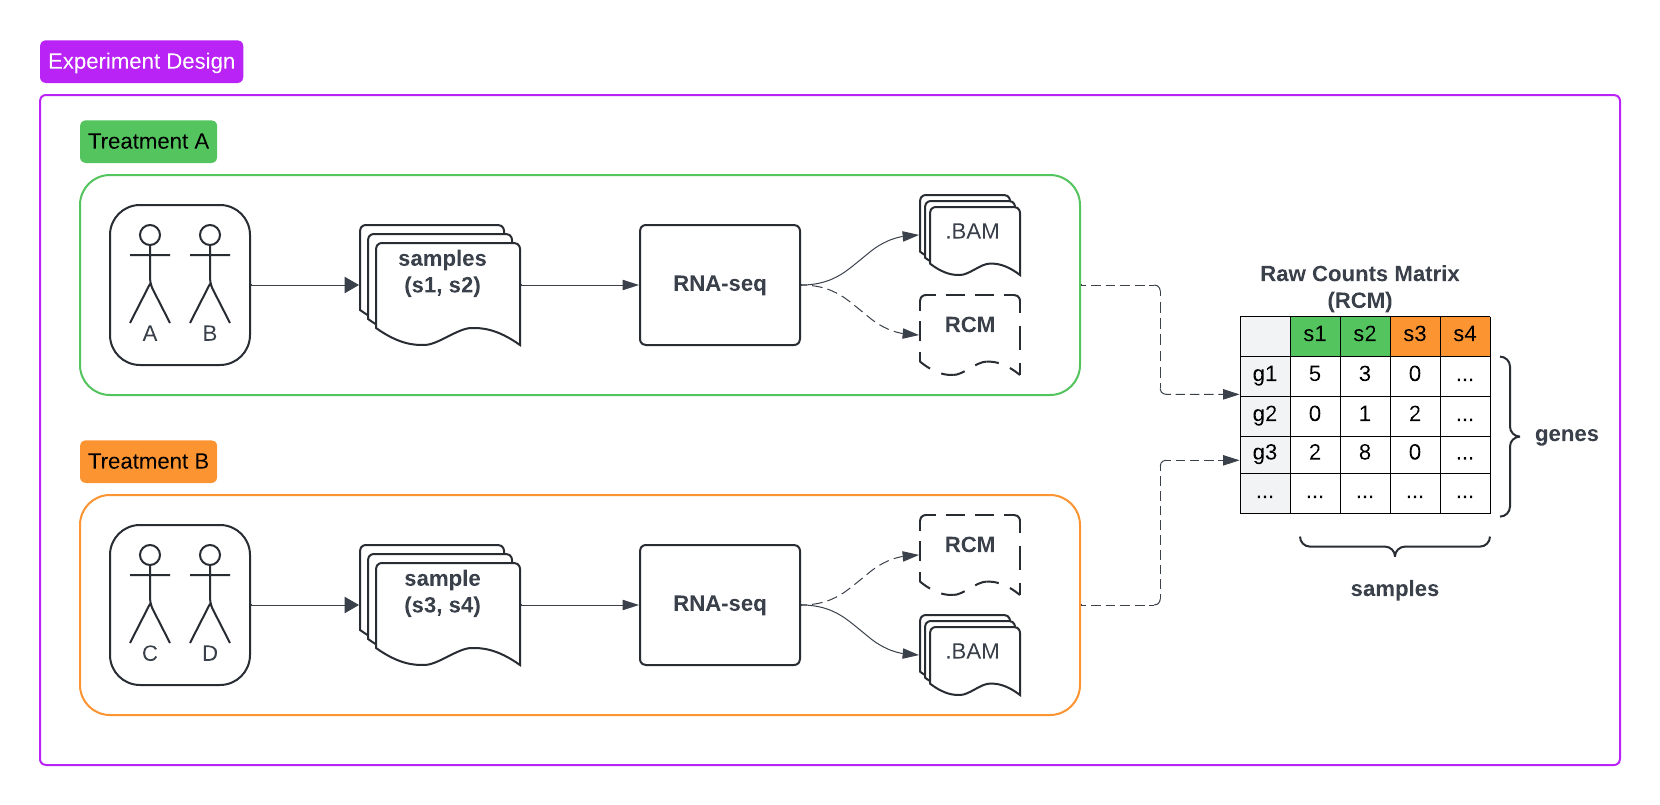 Experiment Design
Treatment A
A
B
samples
(s1, s2)
RNA-seq
.BAM
RCM
Treatment B
C
D
sample
(s3, s4)
RNA-seq
RCM
.BAM
Raw Counts Matrix
(RCM)
s1 s2 s3 s4
g1 5 3 0 ...
g2 0 1 2 ...
g3 2 8 0 ...
... ... ... ... ...
genes
samples